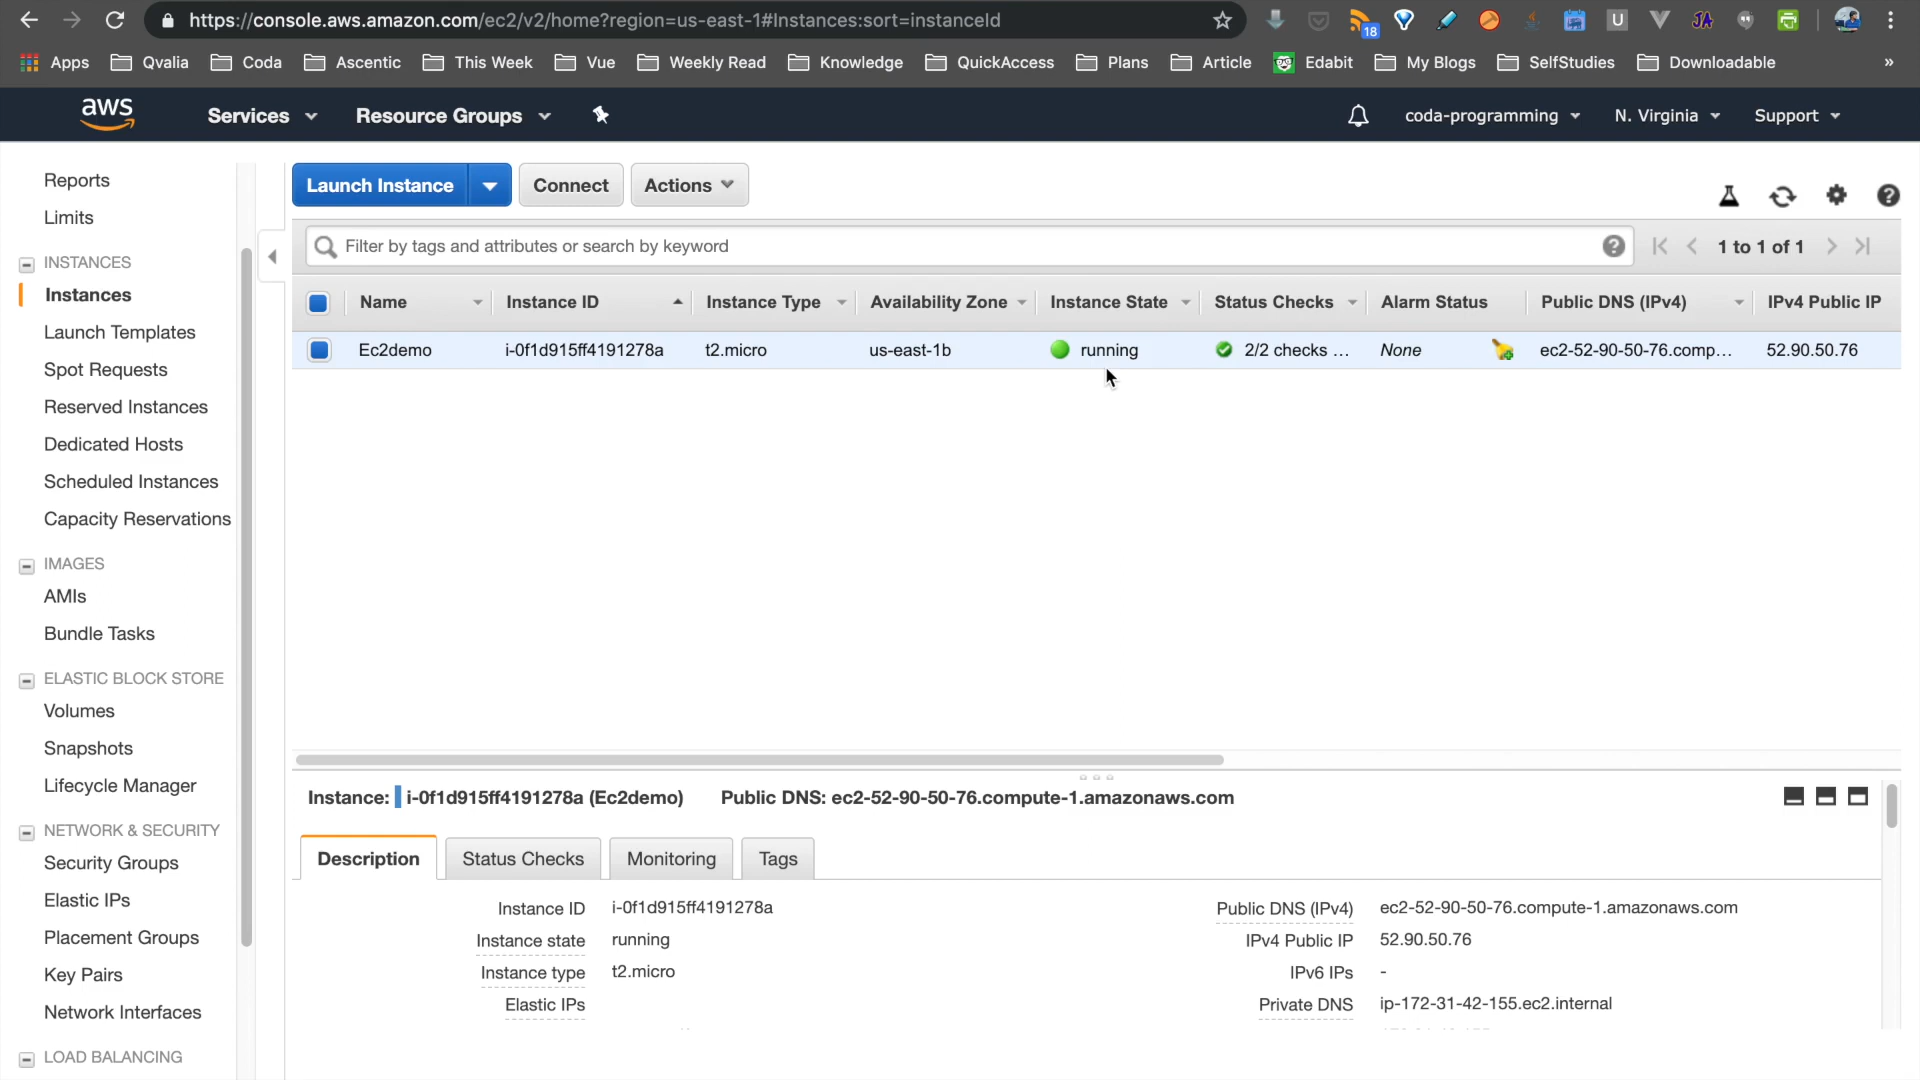 https://console.aws.amazon.com/ec2/v2/home?region=us-east-1#Instances:sort=instanceId
18
U
JA
Apps Qvalia Coda Ascentic This Week Vue Weekly Read Knowledge QuickAccess Plans Article Edabit My Blogs SelfStudies Downloadable »
aws Services Resource Groups coda-programming N. Virginia Support
Reports
Limits
INSTANCES
Instances
Launch Templates
Spot Requests
Reserved Instances
Dedicated Hosts
Scheduled Instances
Capacity Reservations
IMAGES
AMIs
Bundle Tasks
ELASTIC BLOCK STORE
Volumes
Snapshots
Lifecycle Manager
NETWORK & SECURITY
Security Groups
Elastic IPs
Placement Groups
Key Pairs
Network Interfaces
LOAD BALANCING
Launch Instance Connect Actions
Filter by tags and attributes or search by keyword 1 to 1 of 1
Name Instance ID Instance Type Availability Zone Instance State Status Checks Alarm Status Public DNS (IPv4) IPv4 Public IP
Ec2demo i-0f1d915ff4191278a t2.micro us-east-1b running 2/2 checks ... None ec2-52-90-50-76.comp... 52.90.50.76
Instance: i-0f1d915ff4191278a (Ec2demo) Public DNS: ec2-52-90-50-76.compute-1.amazonaws.com
Description Status Checks Monitoring Tags
Instance ID i-0f1d915ff4191278a Public DNS (IPv4) ec2-52-90-50-76.compute-1.amazonaws.com
Instance state running IPv4 Public IP 52.90.50.76
Instance type t2.micro IPv6 IPs -
Elastic IPs Private DNS ip-172-31-42-155.ec2.internal